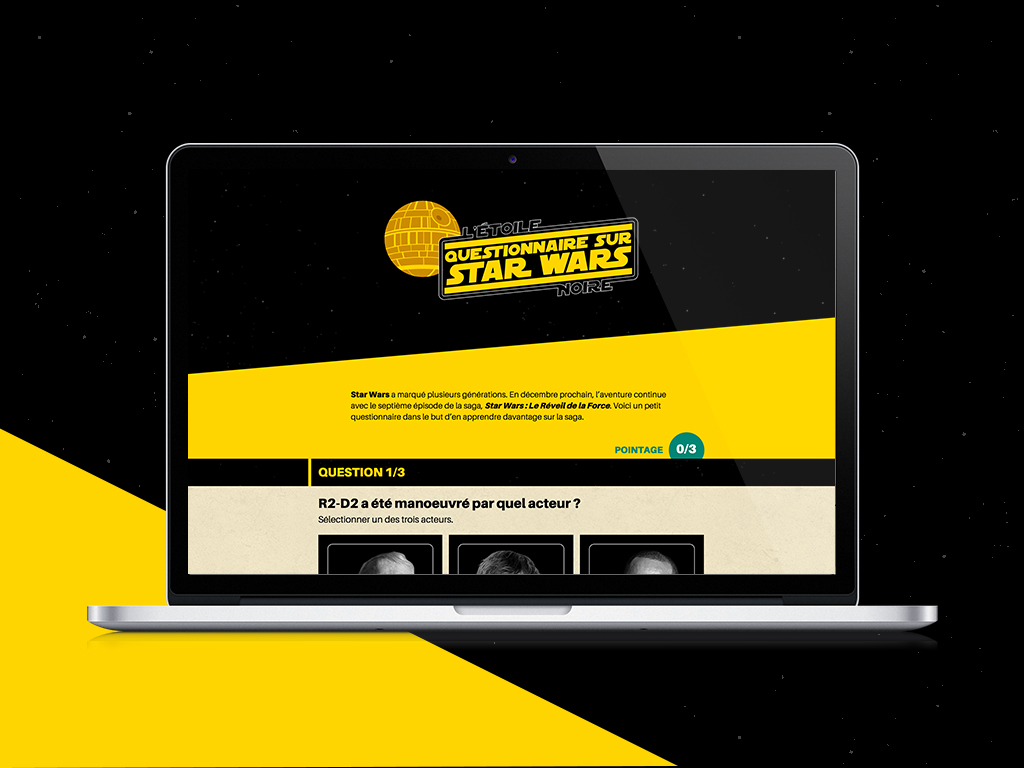 L'ÉTOILE
QUESTIONNAIRE SUR
STAR WARS
NOIRE
Star Wars a marqué plusieurs générations. En décembre prochain, l'aventure continue
avec le septième épisode de la saga, Star Wars : Le Réveil de la Force. Voici un petit
questionnaire dans le but d'en apprendre davantage sur la saga.
POINTAGE 0/3
QUESTION 1/3
R2-D2 a été manoeuvré par quel acteur ?
Sélectionner un des trois acteurs.